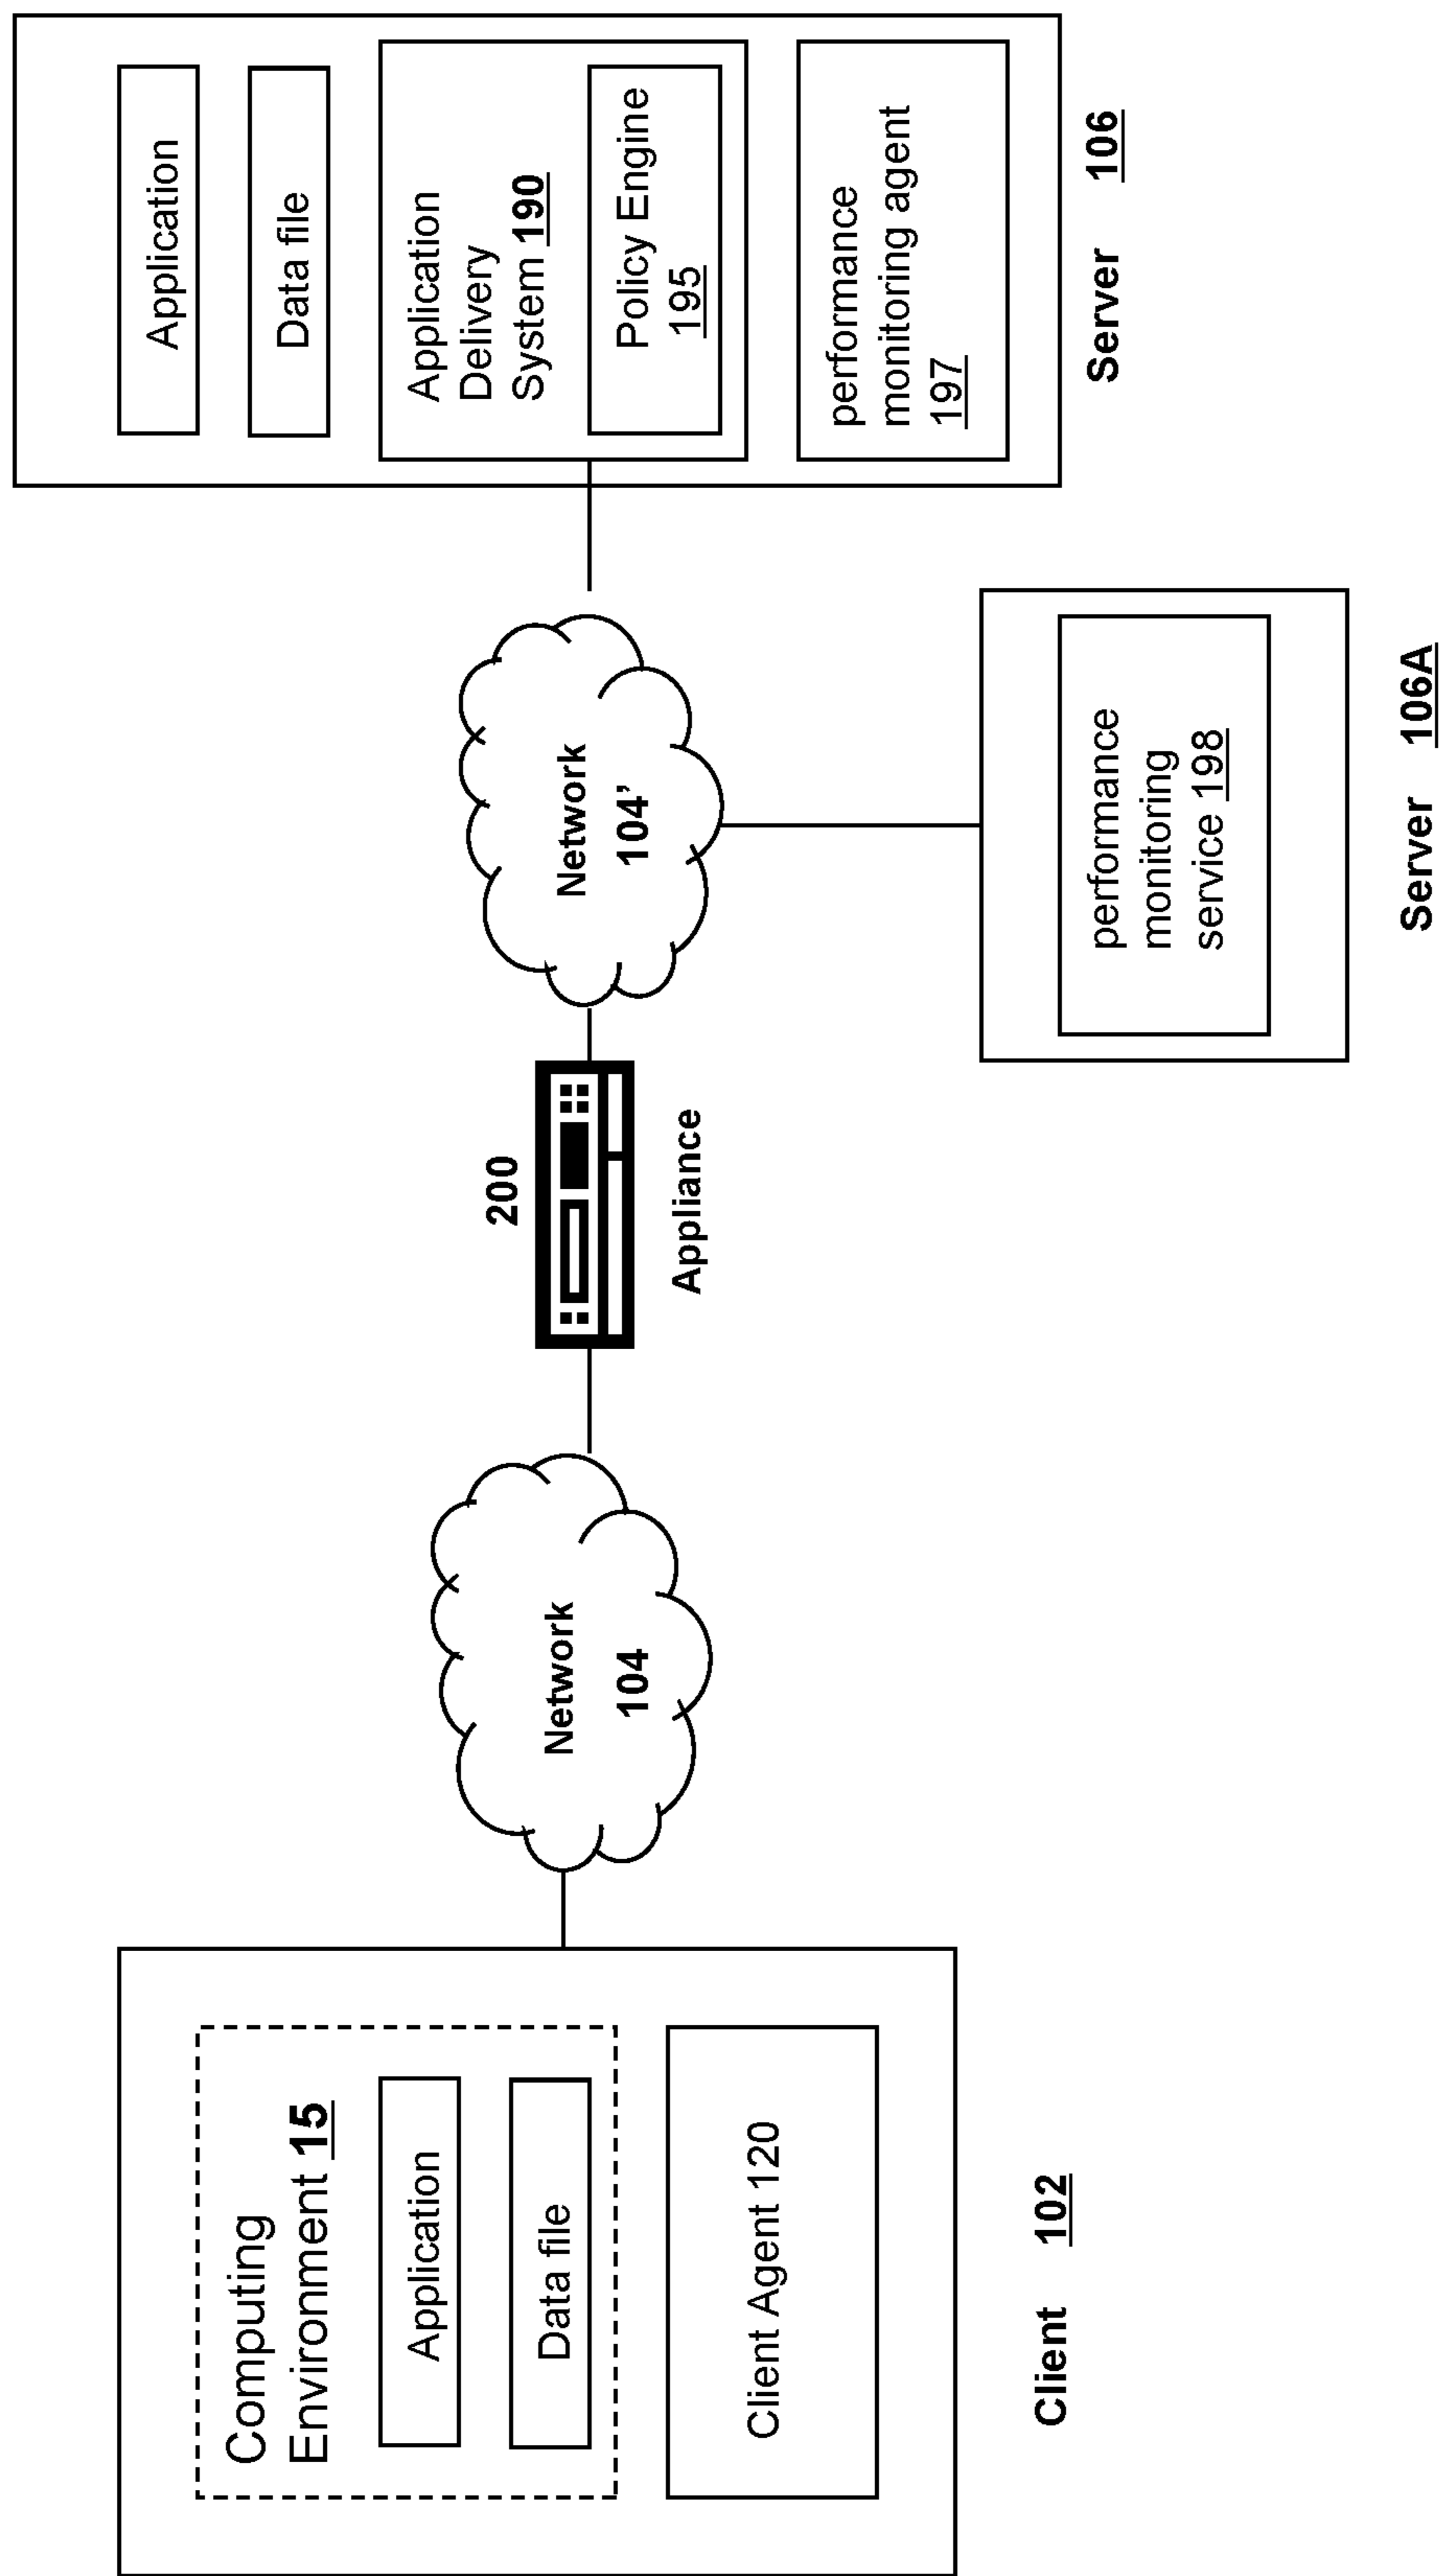 Computing
Environment 15
Application
Data file
Client Agent 120
Client 102
Network
104
200
Appliance
Network
104’
performance
monitoring
service 198
Server 106A
Application
Data file
Application
Delivery
System 190
Policy Engine
195
performance
monitoring agent
197
Server 106